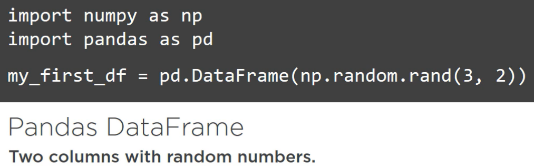 import numpy as np
import pandas as pd
my_first_df = pd.DataFrame(np.random.rand(3, 2))
Pandas DataFrame
Two columns with random numbers.